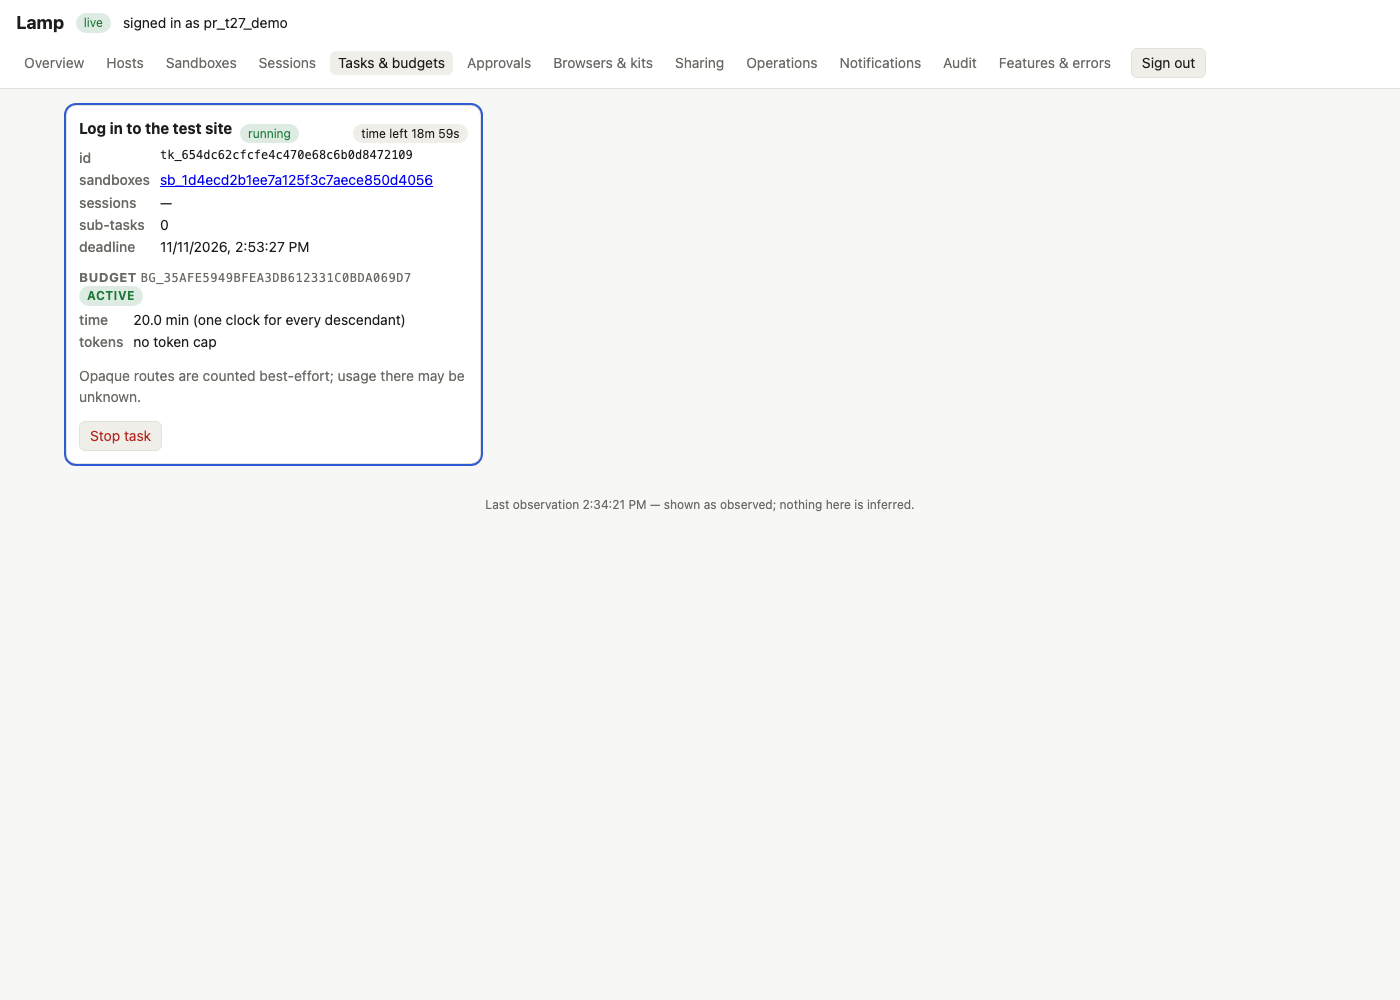 Lamp live signed in as pr_t27_demo
Overview Hosts Sandboxes Sessions Tasks & budgets Approvals Browsers & kits Sharing Operations Notifications Audit Features & errors Sign out
Log in to the test site running time left 18m 59s
id tk_654dc62cfcfe4c470e68c6b0d8472109
sandboxes sb_1d4ecd2b1ee7a125f3c7aece850d4056
sessions —
sub-tasks 0
deadline 11/11/2026, 2:53:27 PM
BUDGET BG_35AFE5949BFEA3DB612331C0BDA069D7
ACTIVE
time 20.0 min (one clock for every descendant)
tokens no token cap
Opaque routes are counted best-effort; usage there may be
unknown.
Stop task
Last observation 2:34:21 PM — shown as observed; nothing here is inferred.